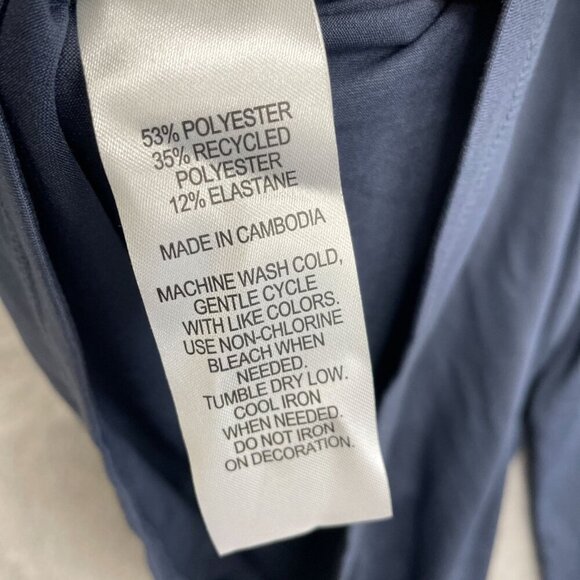 53% POLYESTER
35% RECYCLED
POLYESTER
12% ELASTANE
MADE IN CAMBODIA
MACHINE WASH COLD,
GENTLE CYCLE
WITH LIKE COLORS.
USE NON-CHLORINE
BLEACH WHEN
NEEDED.
TUMBLE DRY LOW.
COOL IRON
WHEN NEEDED.
DO NOT IRON
ON DECORATION.